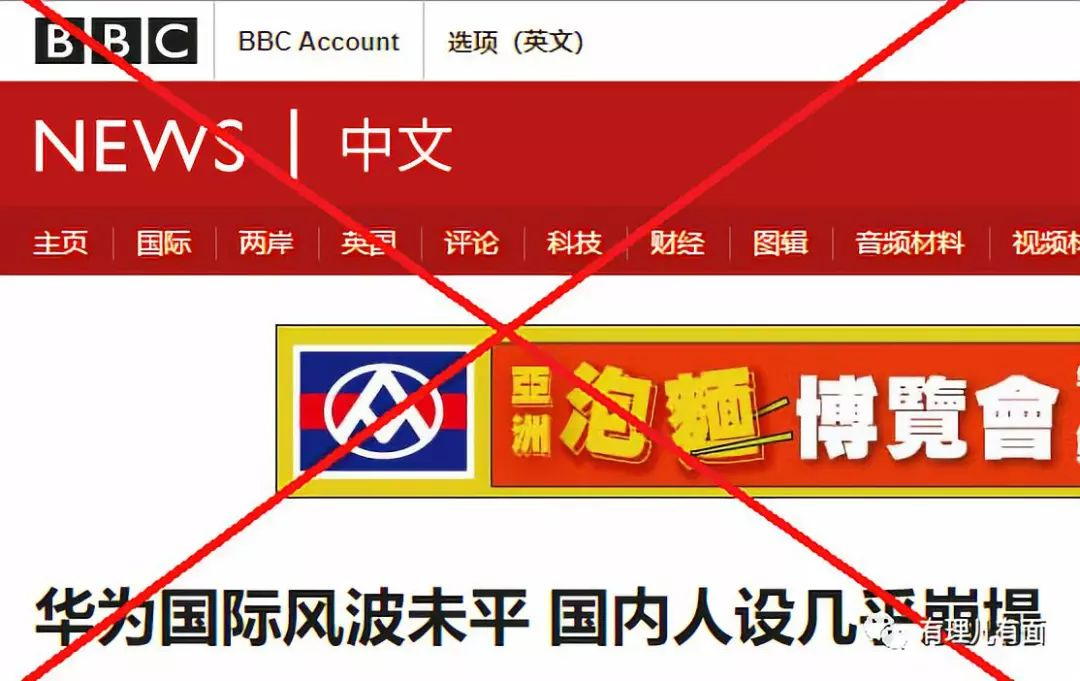 BBC BBC Account 选项（英文）
NEWS | 中文
主页 国际 两岸 英国 评论 科技 财经 图辑 音频材料 视频材
亞洲 泡麵 博覽會
华为国际风波未平 国内人设几乎崩塌
有理儿有面